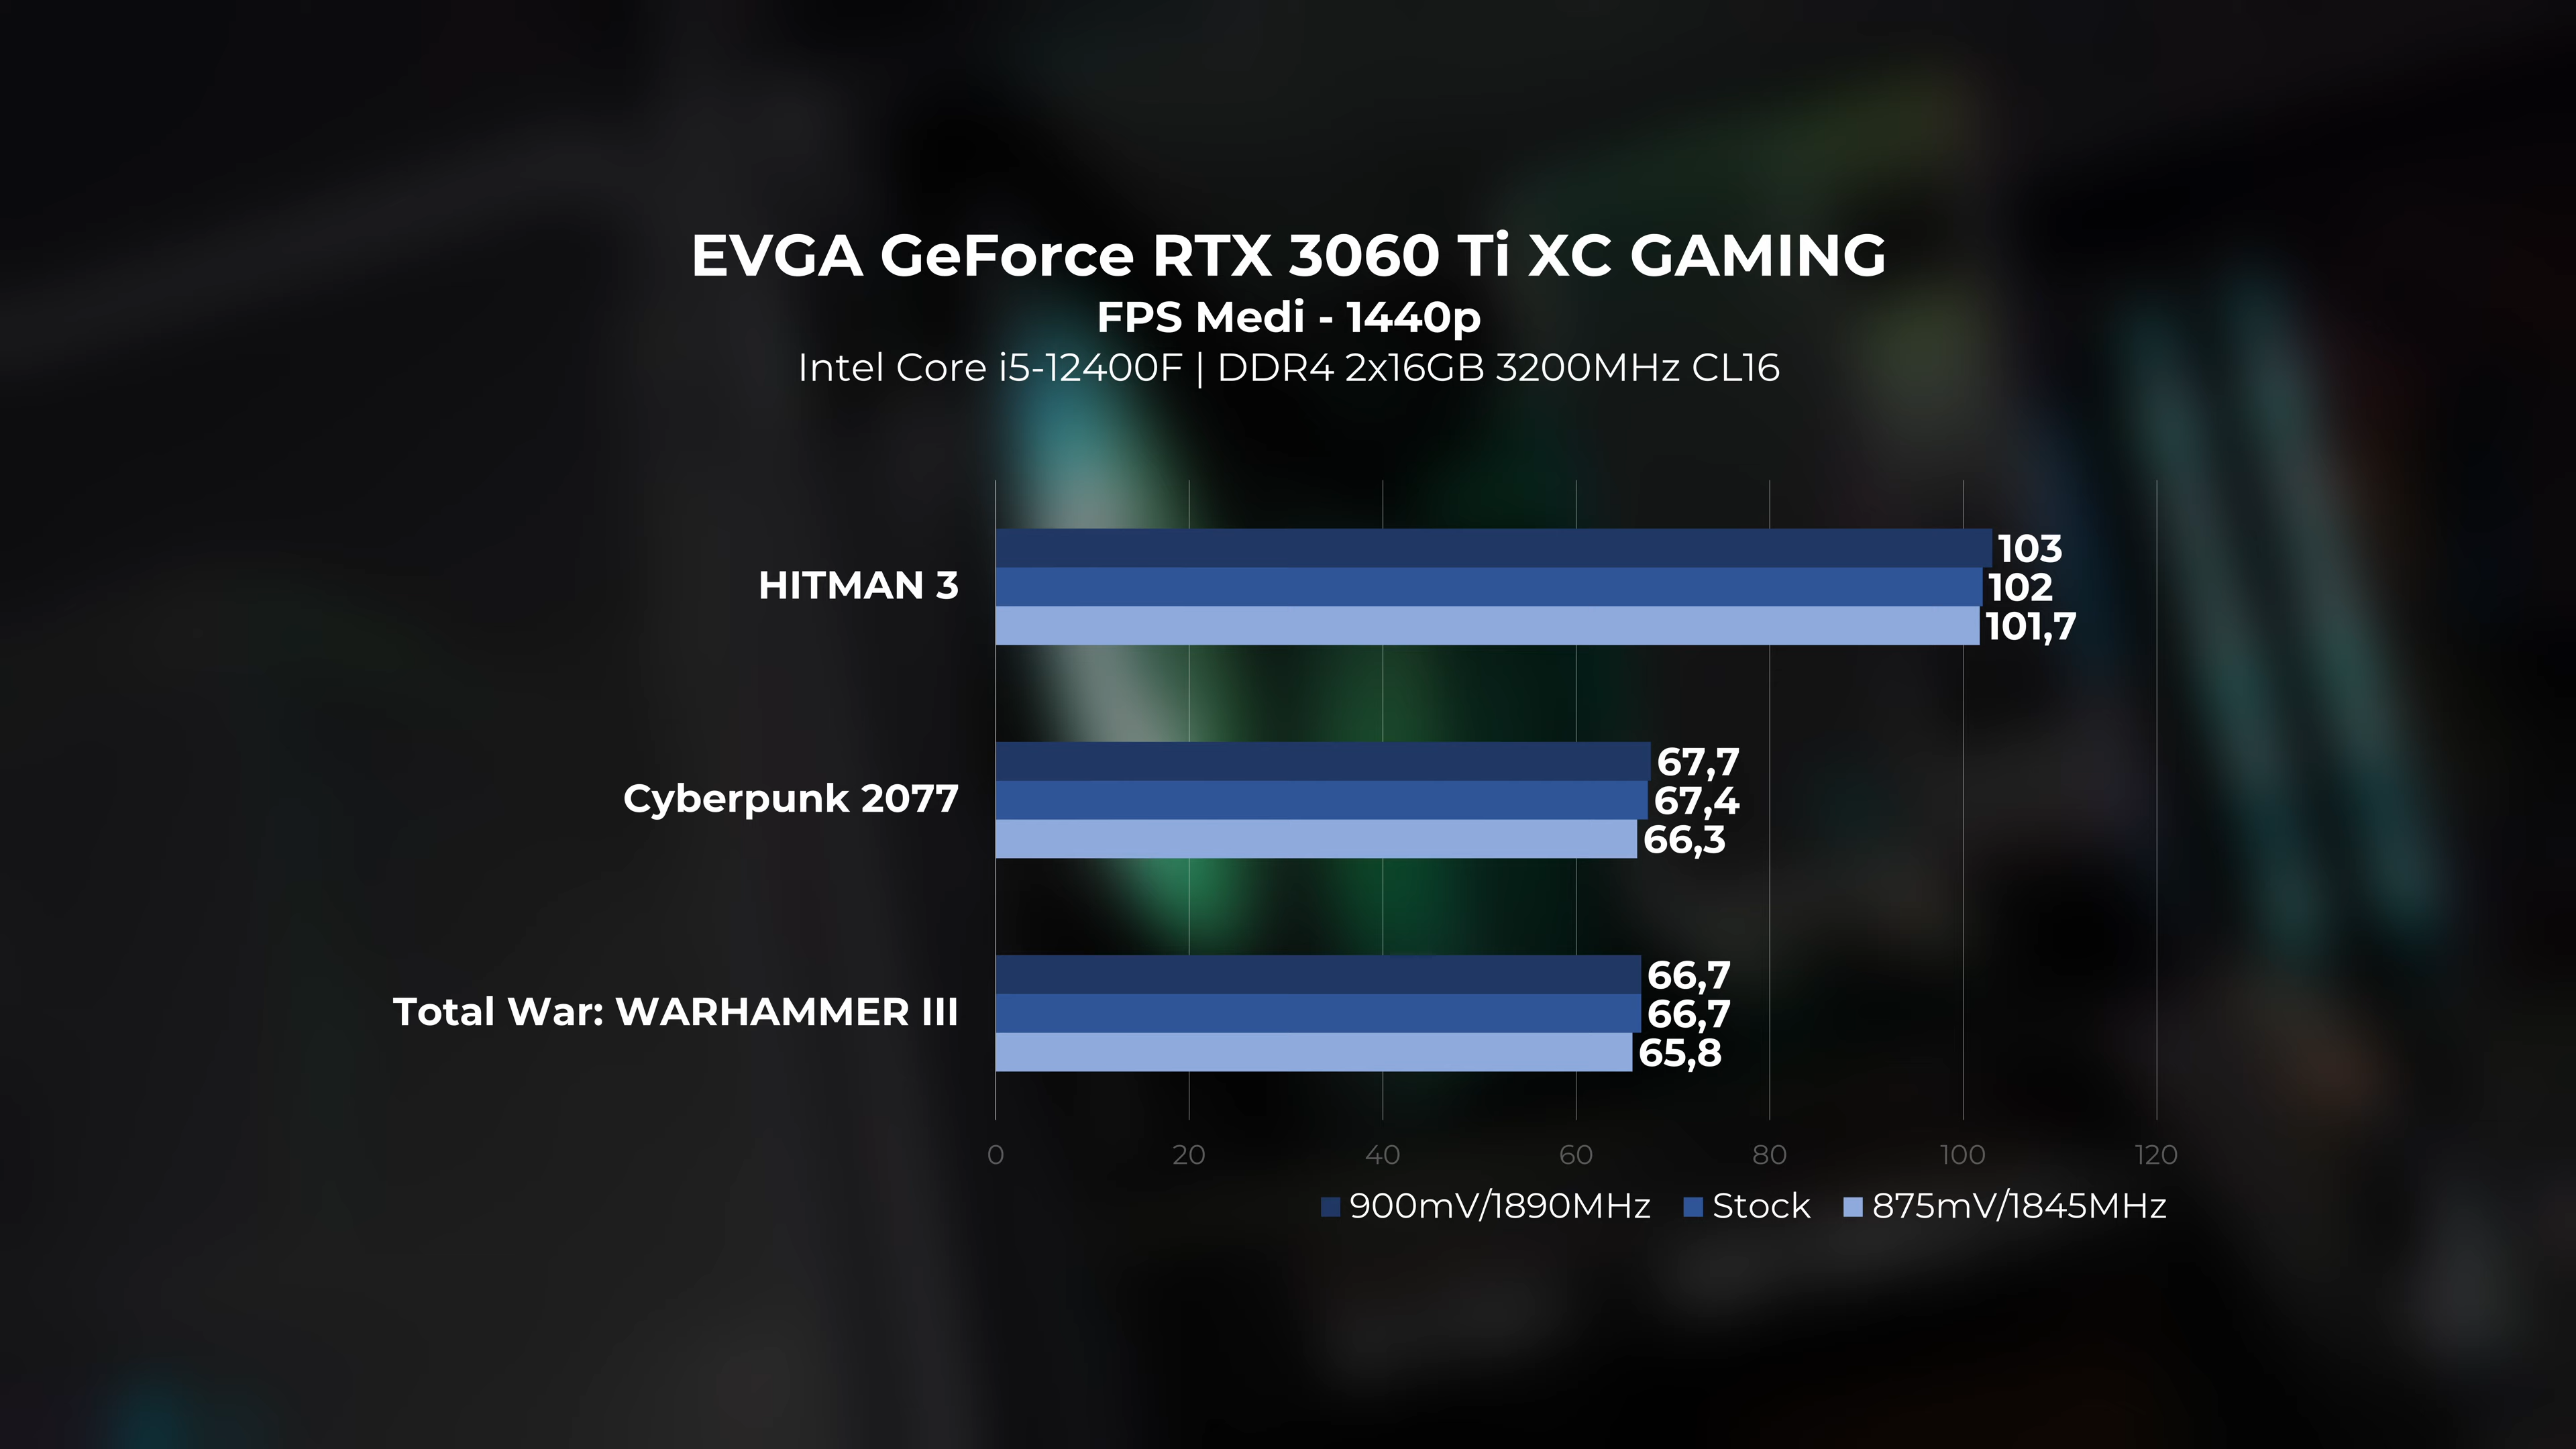 EVGA GeForce RTX 3060 Ti XC GAMING
FPS Medi - 1440p
Intel Core i5-12400F | DDR4 2x16GB 3200MHz CL16
HITMAN 3
103
102
101,7
Cyberpunk 2077
67,7
67,4
66,3
Total War: WARHAMMER III
66,7
66,7
65,8
0 20 40 60 80 100 120
900mV/1890MHz Stock 875mV/1845MHz